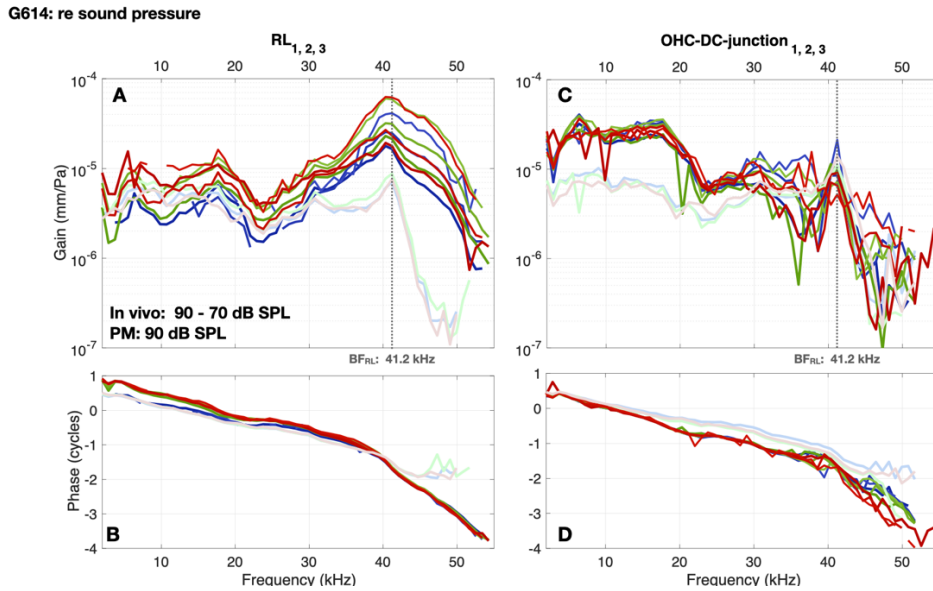 G614: re sound pressure
RL1, 2, 3
OHC-DC-junction 1, 2, 3
10 20 30 40 50
10 20 30 40 50
A
C
10-4
10-5
10-6
10-7
Gain (mm/Pa)
10-4
10-5
10-6
10-7
In vivo: 90 - 70 dB SPL
PM: 90 dB SPL
BFRL: 41.2 kHz
BFRL: 41.2 kHz
1
0
-1
-2
-3
-4
Phase (cycles)
0
-1
-2
-3
-4
B
D
10 20 30 40 50
10 20 30 40 50
Frequency (kHz)
Frequency (kHz)